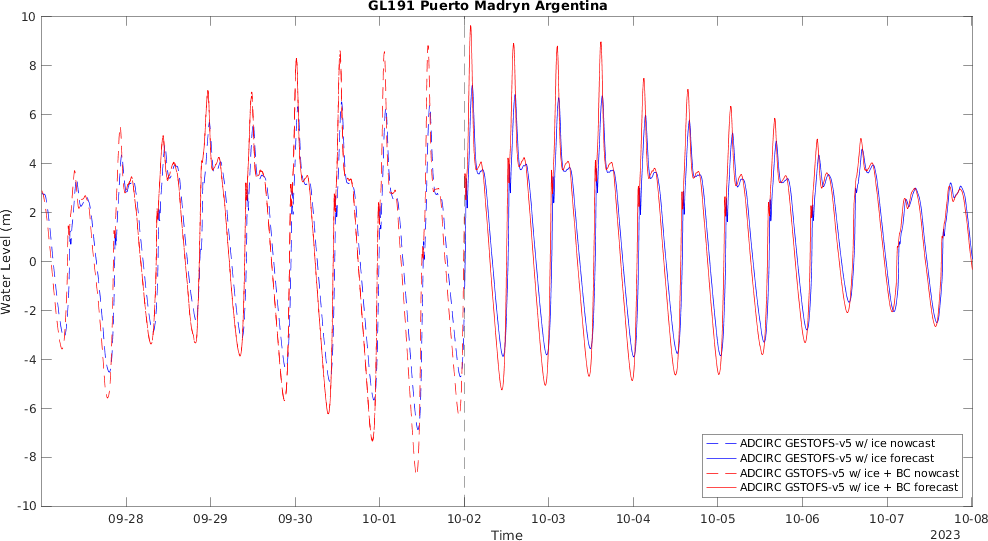 GL191 Puerto Madryn Argentina
10
8
6
4
2
0
-2
-4
-6
-8
-10
Water Level (m)
ADCIRC GESTOFS-v5 w/ ice nowcast
ADCIRC GESTOFS-v5 w/ ice forecast
ADCIRC GSTOFS-v5 w/ ice + BC nowcast
ADCIRC GSTOFS-v5 w/ ice + BC forecast
09-28 09-29 09-30 10-01 10-02 10-03 10-04 10-05 10-06 10-07 10-08
Time 2023